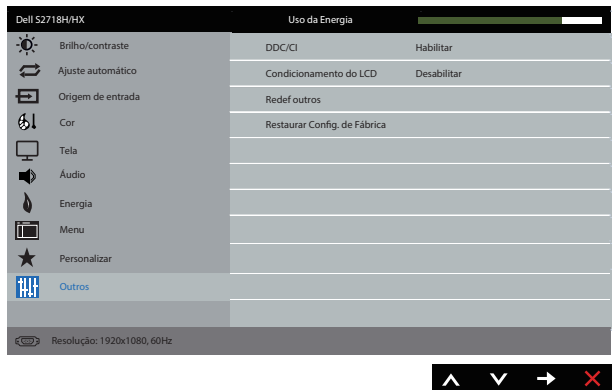 Dell S2718H/HX
Uso da Energia
Brilho/contraste
Ajuste automático
Origem de entrada
Cor
Tela
Áudio
Energia
Menu
Personalizar
Outros
DDC/CI Habilitar
Condicionamento do LCD Desabilitar
Redef outros
Restaurar Config. de Fábrica
Resolução: 1920x1080, 60Hz